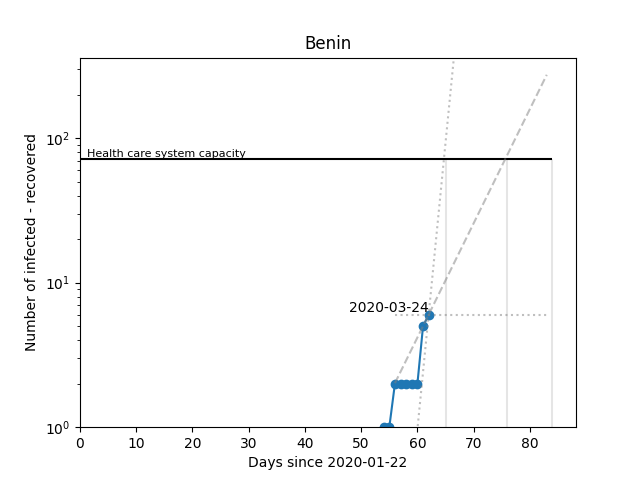 Benin
Number of infected - recovered
10²
10¹
10⁰
Health care system capacity
2020-03-24
0 10 20 30 40 50 60 70 80
Days since 2020-01-22